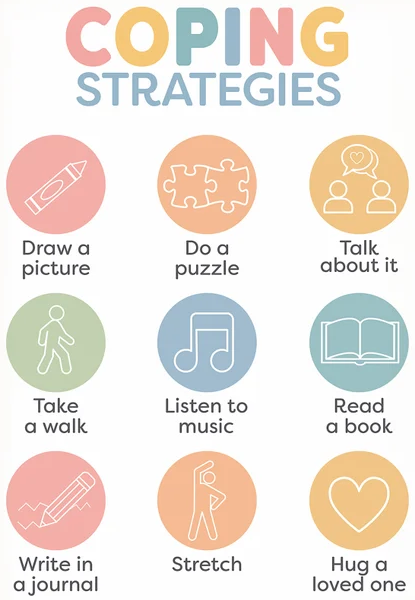 COPING
STRATEGIES
Draw a
picture
Do a
puzzle
Talk
about it
Take
a walk
Listen to
music
Read
a book
Write in
a journal
Stretch
Hug a
loved one